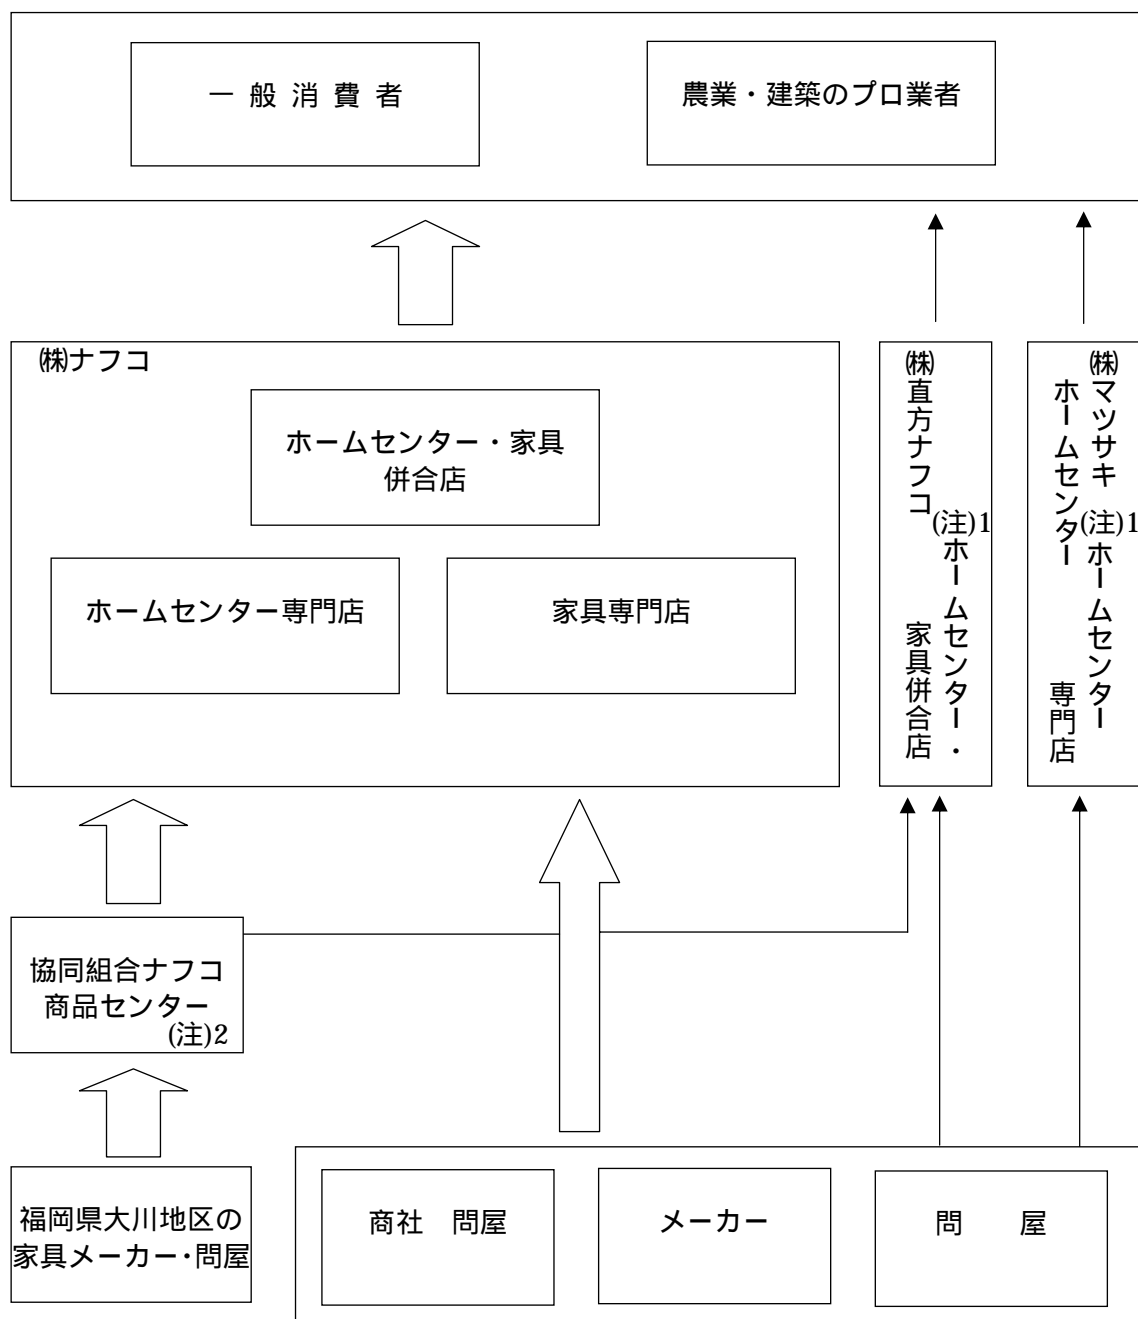 一般消費者
農業・建築のプロ業者
㈱ナフコ
ホームセンター・家具
併合店
ホームセンター専門店
家具専門店
㈱直方ナフコ
(注)1
ホームセンター・
家具併合店
㈱マツサキ
ホームセンター
(注)1
ホームセンター
専門店
協同組合ナフコ
商品センター
(注)2
福岡県大川地区の
家具メーカー・問屋
商社　問屋
メーカー
問　屋